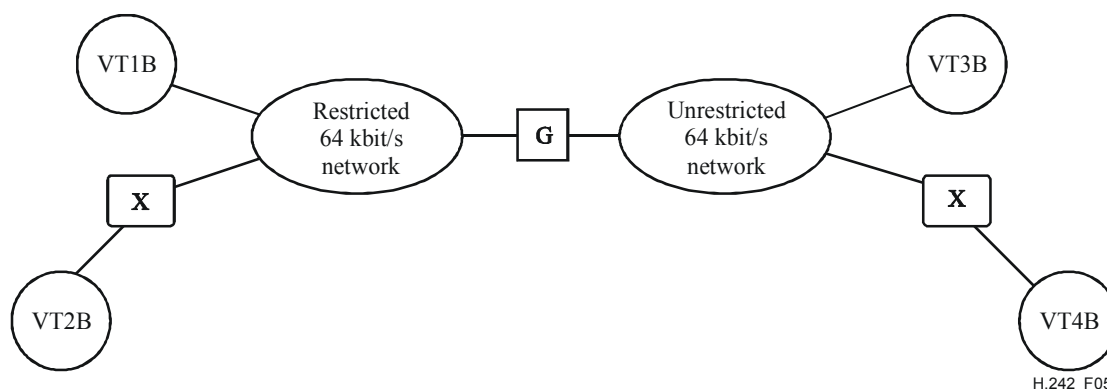 VT1B
VT3B
Restricted
64 kbit/s
network
G
Unrestricted
64 kbit/s
network
X
X
VT2B
VT4B
H.242_F05